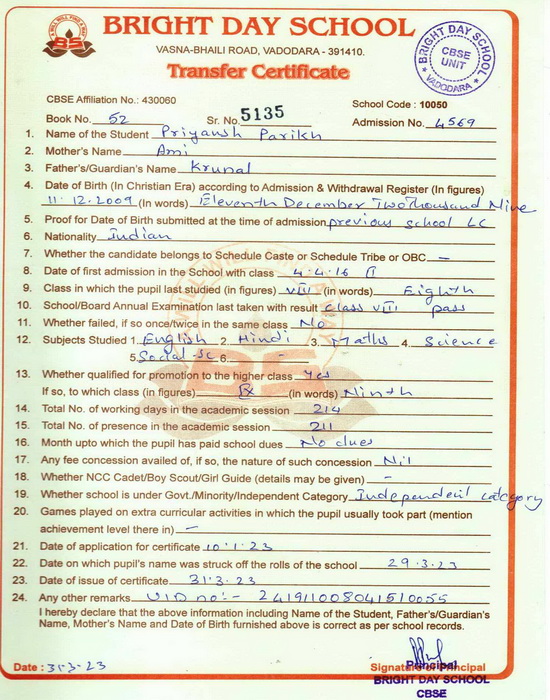 BRIGHT DAY SCHOOL
VASNA-BHAILI ROAD, VADODARA - 391410.
Transfer Certificate
BRIGHT DAY SCHOOL
CBSE
UNIT
VADODARA
CBSE Affiliation No.: 430060
School Code : 10050
Book No. 52 Sr. No. 5135 Admission No. 4569
1. Name of the Student Priyansh Parikh
2. Mother's Name Ami
3. Father's/Guardian's Name Krunal
4. Date of Birth (In Christian Era) according to Admission & Withdrawal Register (In figures)
11.12.2009 (In words) Eleventh December Two Thousand Nine
5. Proof for Date of Birth submitted at the time of admission previous school LC
6. Nationality Indian
7. Whether the candidate belongs to Schedule Caste or Schedule Tribe or OBC –
8. Date of first admission in the School with class 4.4.16 II
9. Class in which the pupil last studied (in figures) VIII (in words) Eighth
10. School/Board Annual Examination last taken with result class VIII pass
11. Whether failed, if so once/twice in the same class No
12. Subjects Studied 1. English 2. Hindi 3. Maths 4. Science
5. Social-sc 6. -
13. Whether qualified for promotion to the higher class Yes
If so, to which class (in figures) IX (In words) Ninth
14. Total No. of working days in the academic session 214
15. Total No. of presence in the academic session 211
16. Month upto which the pupil has paid school dues No dues
17. Any fee concession availed of, if so, the nature of such concession Nil
18. Whether NCC Cadet/Boy Scout/Girl Guide (details may be given) -
19. Whether school is under Govt./Minority/Independent Category Independent category
20. Games played on extra curricular activities in which the pupil usually took part (mention
achievement level there in) –
21. Date of application for certificate 10.1.23
22. Date on which pupil's name was struck off the rolls of the school 29.3.23
23. Date of issue of certificate 31.3.23
24. Any other remarks UID no:- 241911008041510055
I hereby declare that the above information including Name of the Student, Father's/Guardian's
Name, Mother's Name and Date of Birth furnished above is correct as per school records.
Date : 31.3.23
Signature of Principal
Principal
BRIGHT DAY SCHOOL
CBSE